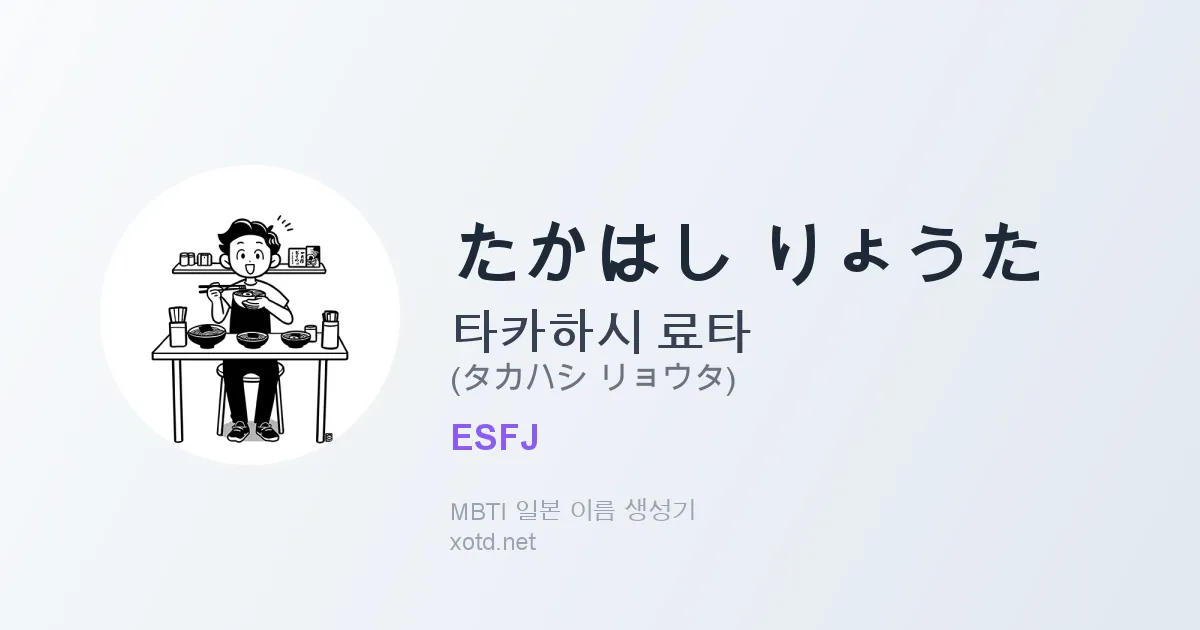 たかはし りょうた
타카하시 료타
(タカハシ リョウタ)
ESFJ
MBTI 일본 이름 생성기
xotd.net